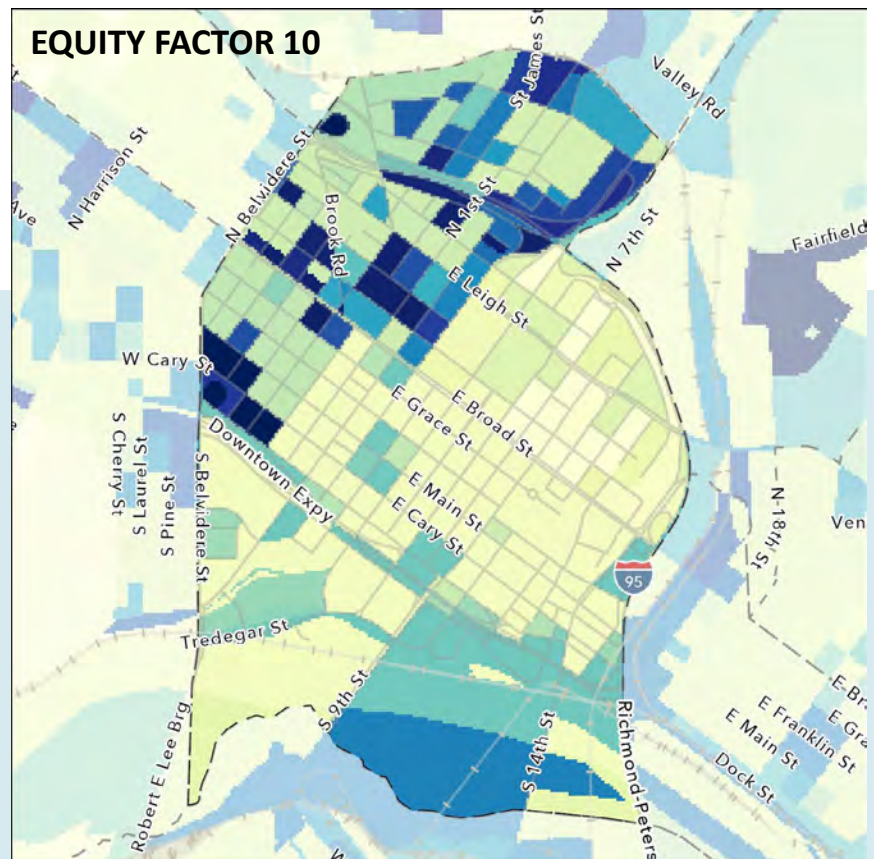 EQUITY FACTOR 10
St James St
Valley Rd
N Harrison St
N Belvidere St
Ave
Brook Rd
N 1st St
N 7th St
Fairfield
E Leigh St
W Cary St
E Grace St
E Broad St
S Cherry St
S Laurel St
S Pine St
S Belvidere St
Downtown Expy
E Main St
E Cary St
N 18th St
Ven
95
Tredegar St
S 9th St
S 14th St
Robert E Lee Brg
Richmond-Peters
E Br
E Franklin St
E Gra
E Main St
Dock St